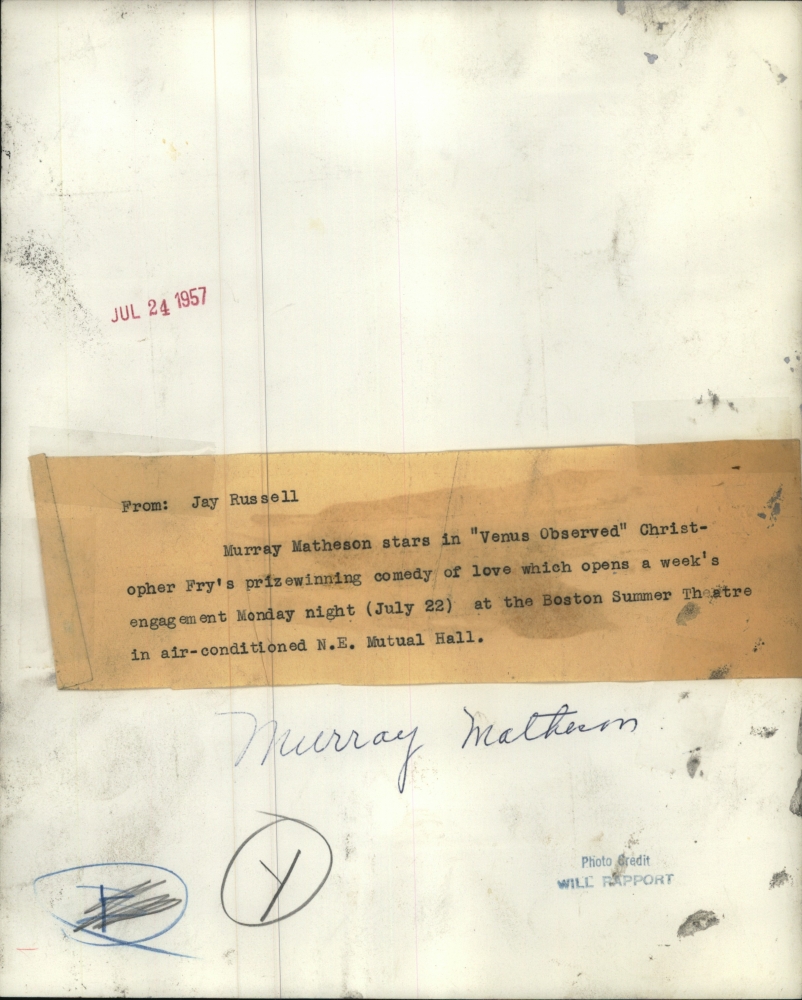 JUL 24 1957
From: Jay Russell
Murray Matheson stars in "Venus Observed" Christ-
opher Fry's prizewinning comedy of love which opens a week's
engagement Monday night (July 22) at the Boston Summer Theatre
in air-conditioned N.E. Mutual Hall.
Murray Matheson
Y
Photo Credit
WILL RAPPORT